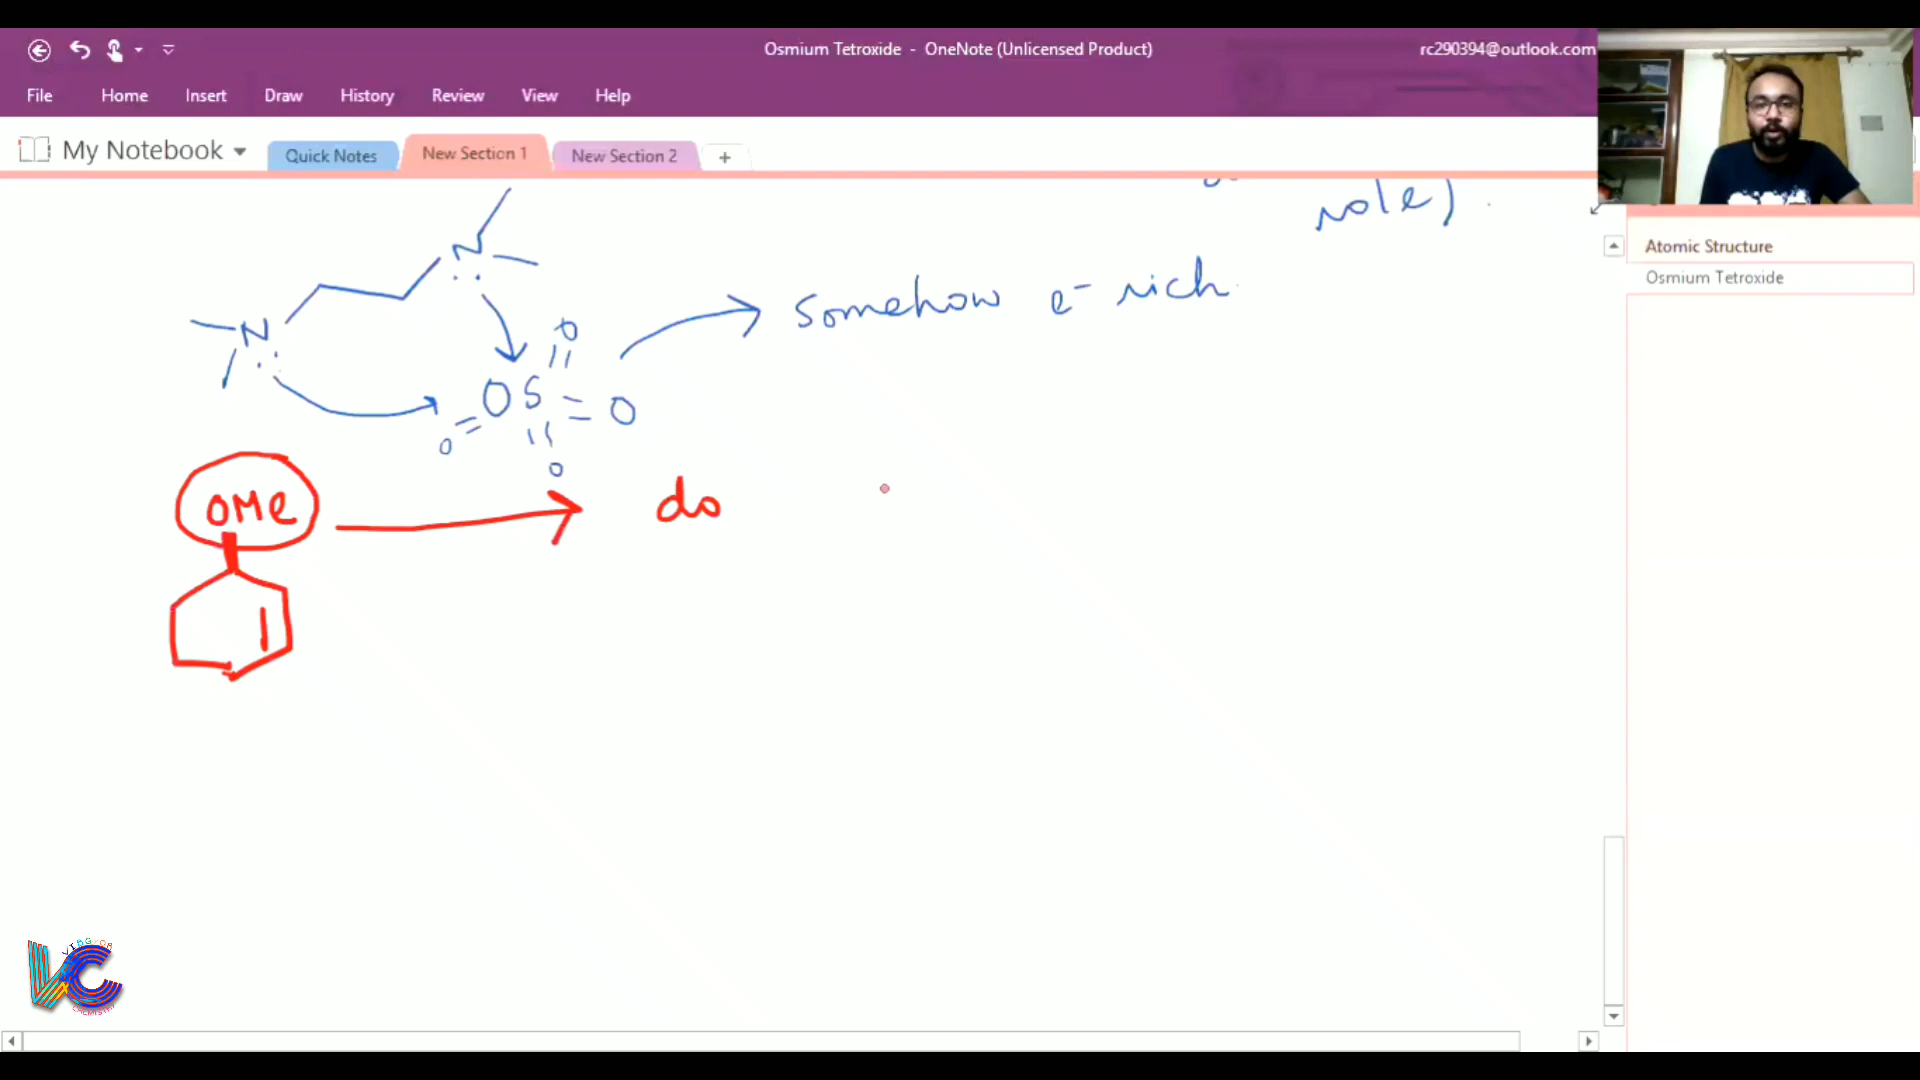 Osmium Tetroxide - OneNote (Unlicensed Product)
rc290394@outlook.com
File Home Insert Draw History Review View Help
My Notebook
Quick Notes
New Section 1
New Section 2
+
Atomic Structure
Osmium Tetroxide
role)
N
N
Somehow e⁻ rich
O
OS
O
O
O
OMe
do
VC